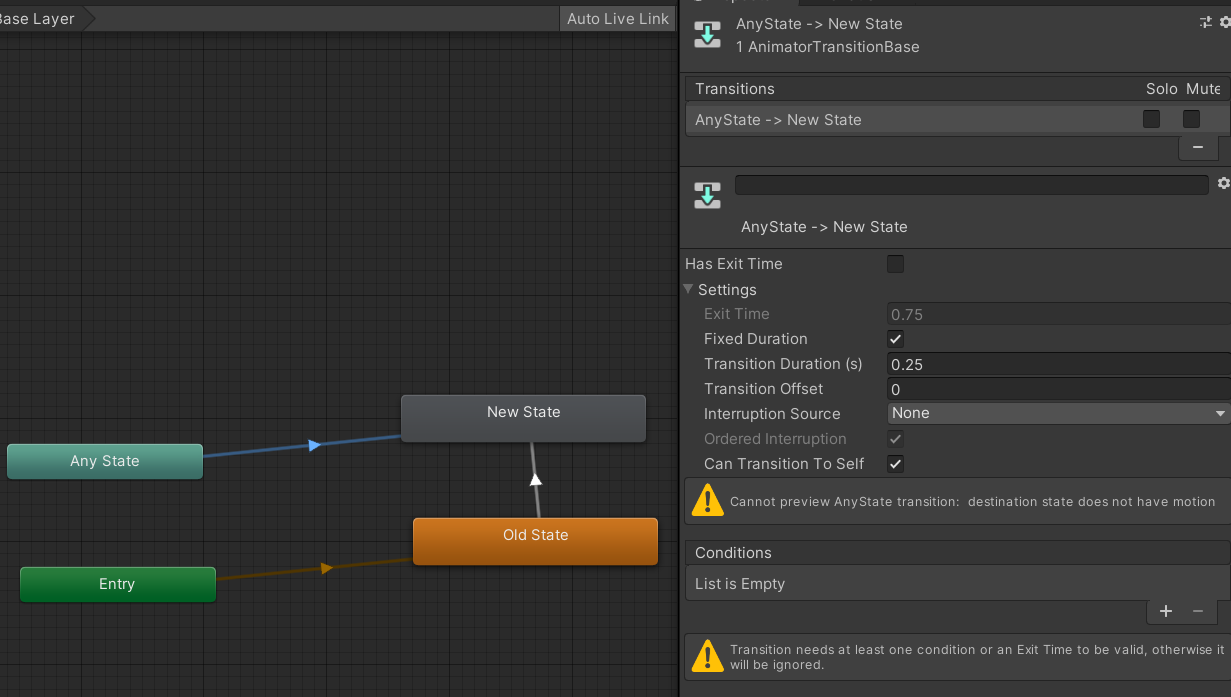 Base Layer
Auto Live Link
New State
Any State
Old State
Entry
AnyState -> New State
1 AnimatorTransitionBase
Transitions
Solo Mute
AnyState -> New State
AnyState -> New State
Has Exit Time
Settings
Exit Time 0.75
Fixed Duration
Transition Duration (s) 0.25
Transition Offset 0
Interruption Source None
Ordered Interruption
Can Transition To Self
Cannot preview AnyState transition: destination state does not have motion
Conditions
List is Empty
Transition needs at least one condition or an Exit Time to be valid, otherwise it
will be ignored.